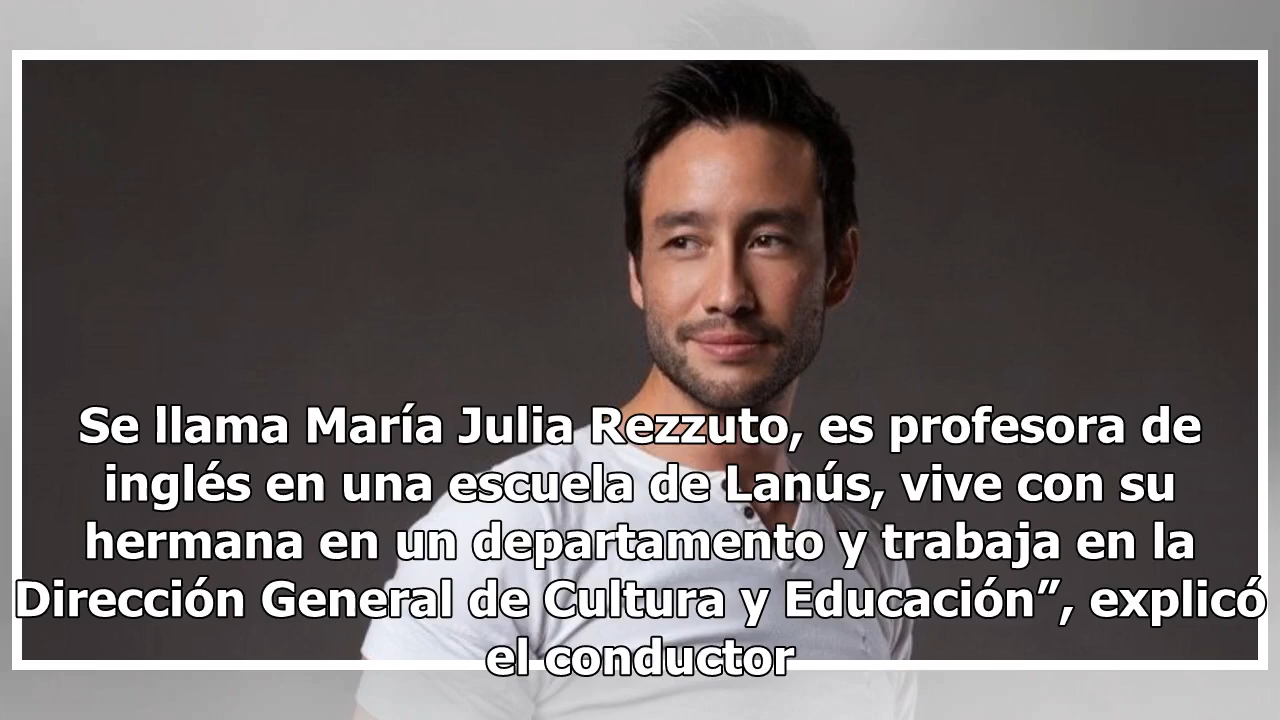 Se llama María Julia Rezzuto, es profesora de
inglés en una escuela de Lanús, vive con su
hermana en un departamento y trabaja en la
Dirección General de Cultura y Educación”, explicó
el conductor